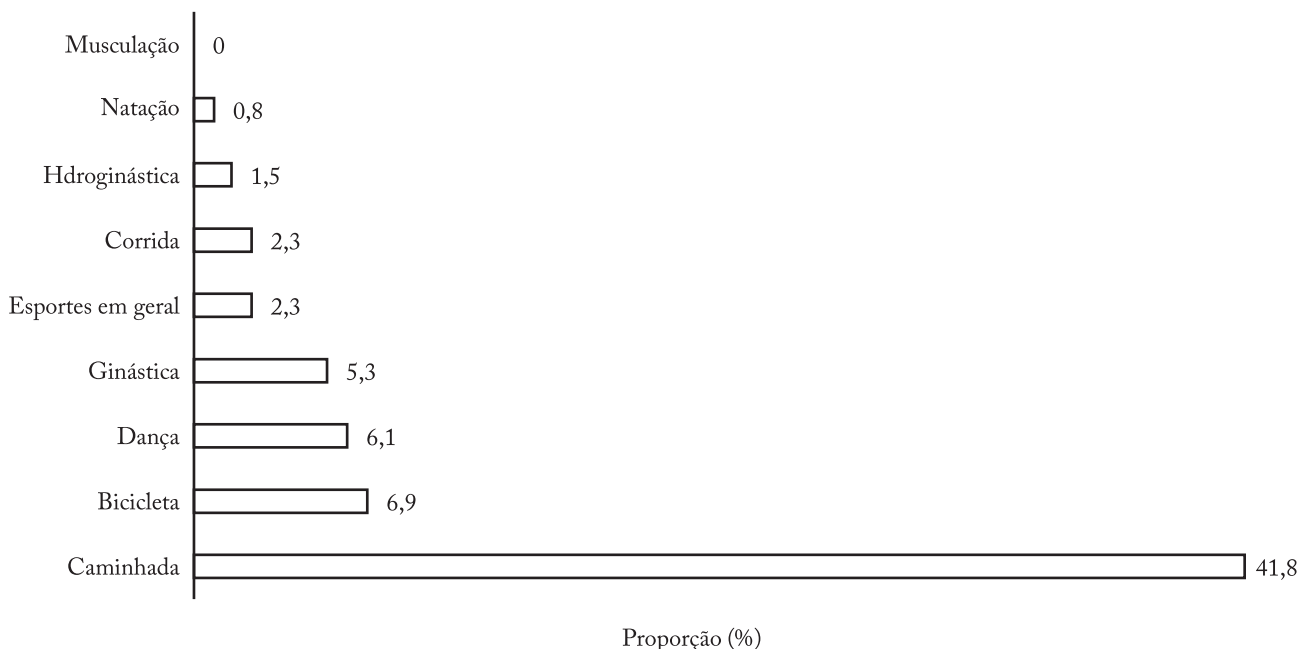 Musculação 0
Natação 0,8
Hdroginástica 1,5
Corrida 2,3
Esportes em geral 2,3
Ginástica 5,3
Dança 6,1
Bicicleta 6,9
Caminhada 41,8
Proporção (%)